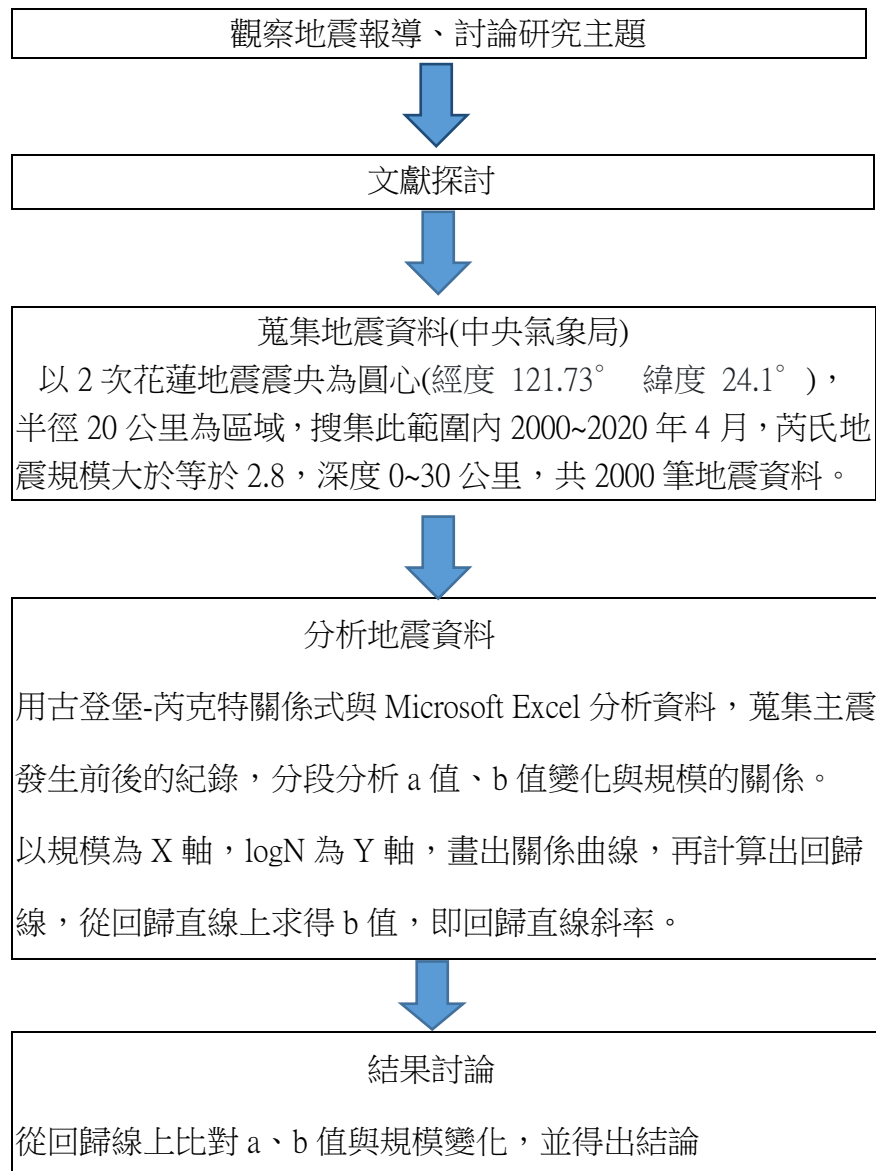 觀察地震報導、討論研究主題
文獻探討
蒐集地震資料(中央氣象局)
以 2 次花蓮地震震央為圓心(經度 121.73° 緯度 24.1°)，
半徑 20 公里為區域，搜集此範圍內 2000~2020 年 4 月，芮氏地
震規模大於等於 2.8，深度 0~30 公里，共 2000 筆地震資料。
分析地震資料
用古登堡-芮克特關係式與 Microsoft Excel 分析資料，蒐集主震
發生前後的紀錄，分段分析 a 值、b 值變化與規模的關係。
以規模為 X 軸，logN 為 Y 軸，畫出關係曲線，再計算出回歸
線，從回歸直線上求得 b 值，即回歸直線斜率。
結果討論
從回歸線上比對 a、b 值與規模變化，並得出結論